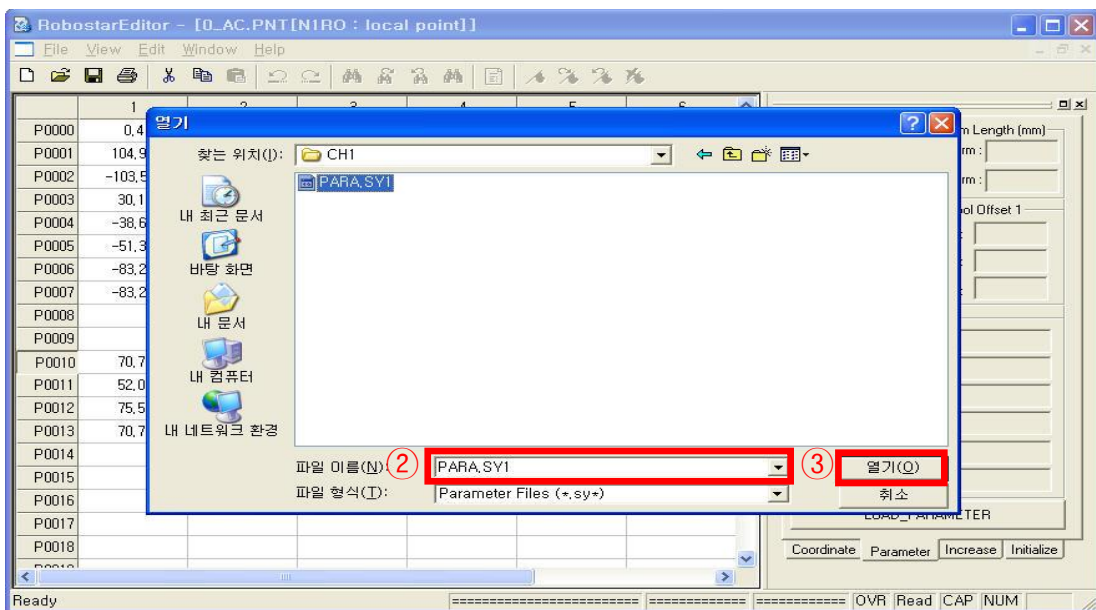 RobostarEditor - [0_AC.PNT[N1RO : local point]]
File View Edit Window Help
1 2 3 4 5 6
P0000 0,4
P0001 104,9
P0002 -103,5
P0003 30,1
P0004 -38,6
P0005 -51,3
P0006 -83,2
P0007 -83,2
P0008
P0009
P0010 70,7
P0011 52,0
P0012 75,5
P0013 70,7
P0014
P0015
P0016
P0017
P0018
열기
찾는 위치(I): CH1
PARA,SY1
내 최근 문서
바탕 화면
내 문서
내 컴퓨터
내 네트워크 환경
파일 이름(N): ② PARA,SY1 ③ 열기(O)
파일 형식(T): Parameter Files (*,sy*) 취소
m Length (mm)
rm :
rm :
ol Offset 1
LOAD_PARAMETER
Coordinate Parameter Increase Initialize
Ready OVR Read CAP NUM